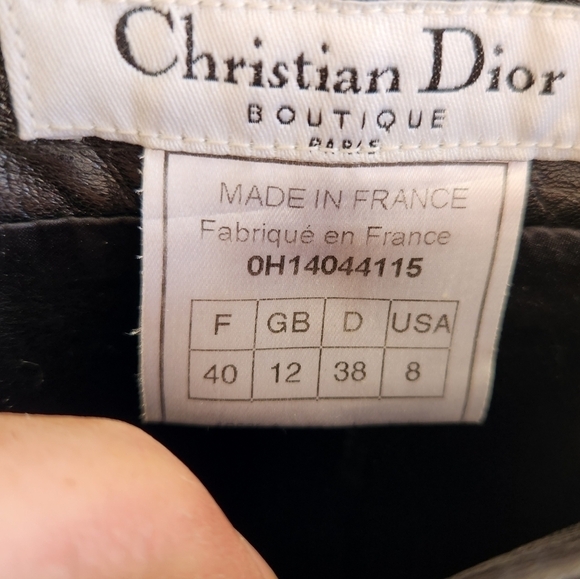 Christian Dior
BOUTIQUE
PARIS
MADE IN FRANCE
Fabriqué en France
0H14044115
F GB D USA
40 12 38 8